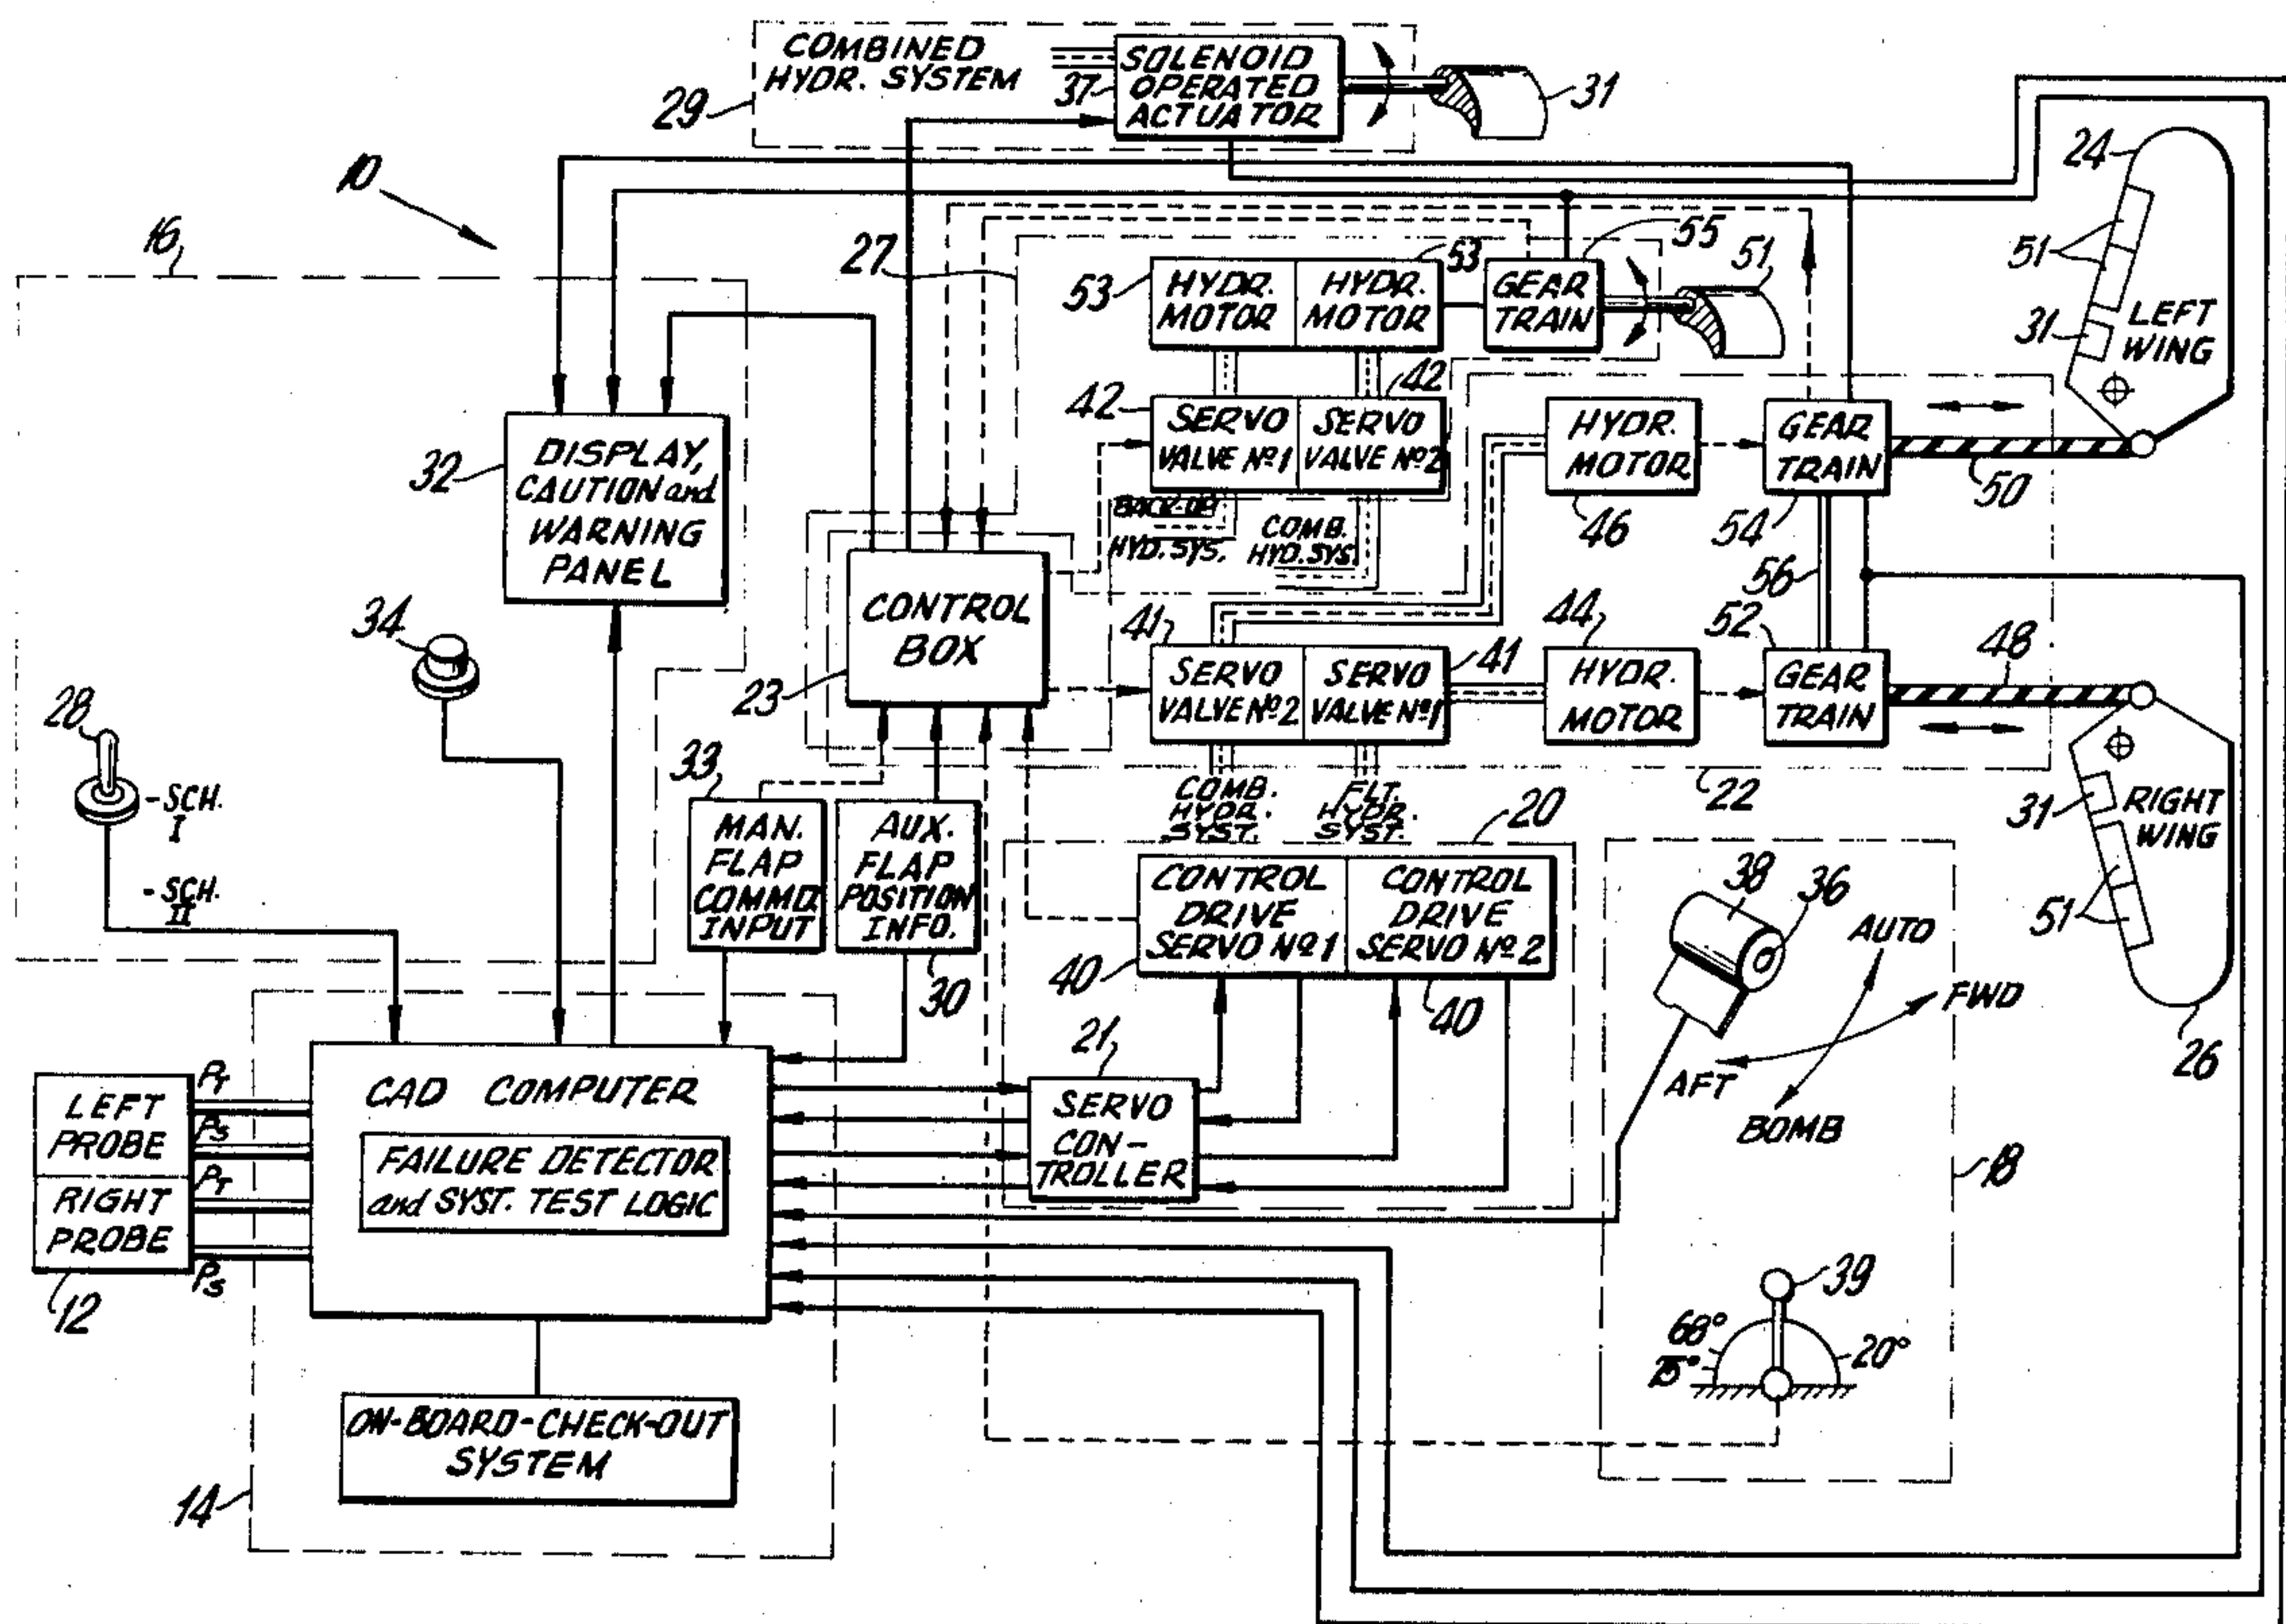 COMBINED
HYDR. SYSTEM
29
37
SOLENOID
OPERATED
ACTUATOR
31
10
16
27
53
HYDR.
MOTOR
HYDR.
MOTOR
53
55
GEAR
TRAIN
51
24
51
31
LEFT
WING
42
SERVO
VALVE Nº1
SERVO
VALVE Nº2
42
BACK-UP
HYD. SYS.
COMB.
HYD. SYS.
HYDR.
MOTOR
46
GEAR
TRAIN
54
50
56
32
DISPLAY,
CAUTION and
WARNING
PANEL
34
28
-SCH.
I
-SCH.
II
CONTROL
BOX
23
41
SERVO
VALVE Nº2
SERVO
VALVE Nº1
41
44
HYDR.
MOTOR
52
GEAR
TRAIN
48
22
COMB.
HYDR.
SYST.
FLT.
HYDR.
SYST.
31
RIGHT
WING
51
26
33
MAN.
FLAP
COMMD.
INPUT
AUX.
FLAP
POSITION
INFO.
30
20
CONTROL
DRIVE
SERVO Nº1
CONTROL
DRIVE
SERVO Nº2
40
40
21
SERVO
CON-
TROLLER
38
36
AUTO
FWD
AFT
BOMB
18
39
68°
75°
20°
LEFT
PROBE
RIGHT
PROBE
12
PT
PS
PT
PS
CAD COMPUTER
FAILURE DETECTOR
and SYST. TEST LOGIC
ON-BOARD-CHECK-OUT
SYSTEM
14